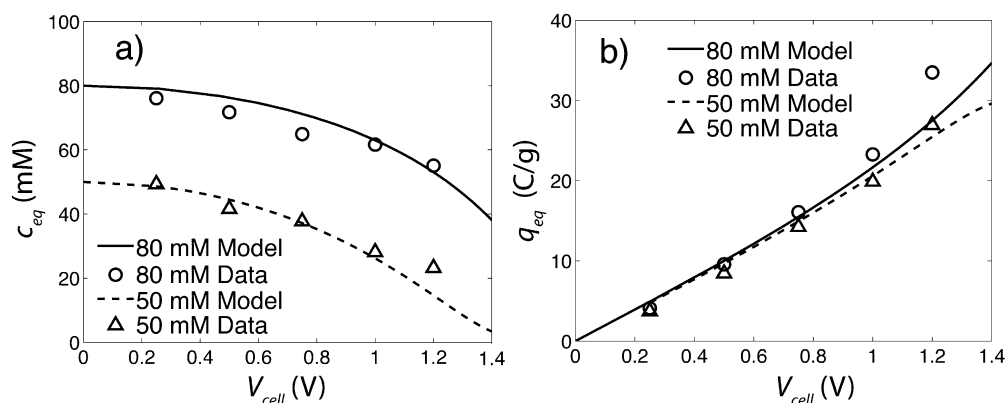 a)
100
80
60
40
20
0
c_eq (mM)
80 mM Model
80 mM Data
50 mM Model
50 mM Data
0 0.2 0.4 0.6 0.8 1 1.2 1.4
V_cell (V)
b)
40
30
20
10
0
q_eq (C/g)
80 mM Model
80 mM Data
50 mM Model
50 mM Data
0 0.2 0.4 0.6 0.8 1 1.2 1.4
V_cell (V)